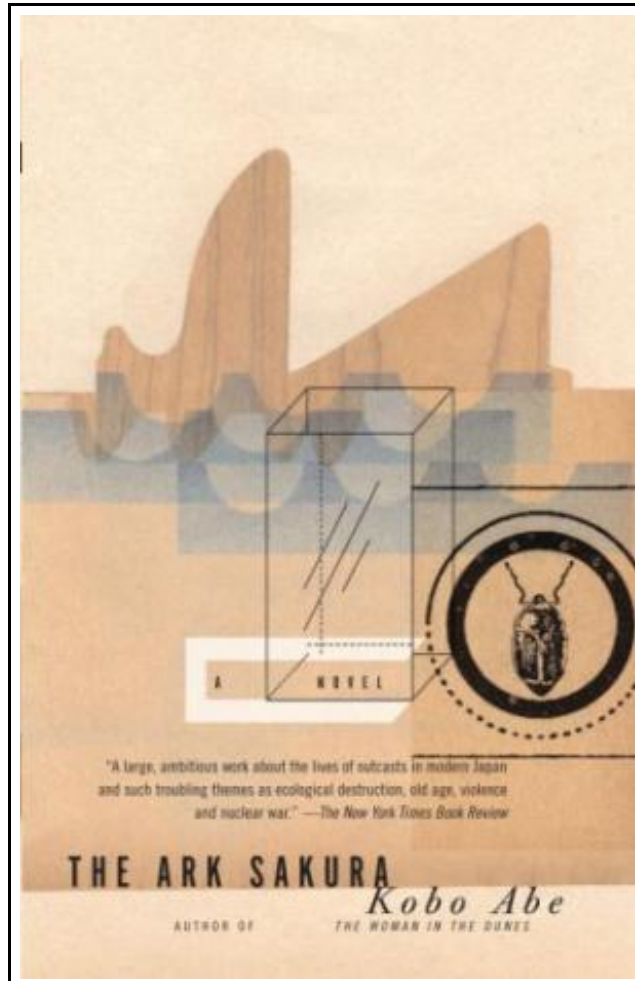 A NOVEL
"A large, ambitious work about the lives of outcasts in modern Japan
and such troubling themes as ecological destruction, old age, violence
and nuclear war." —The New York Times Book Review
THE ARK SAKURA
Kobo Abe
AUTHOR OF THE WOMAN IN THE DUNES